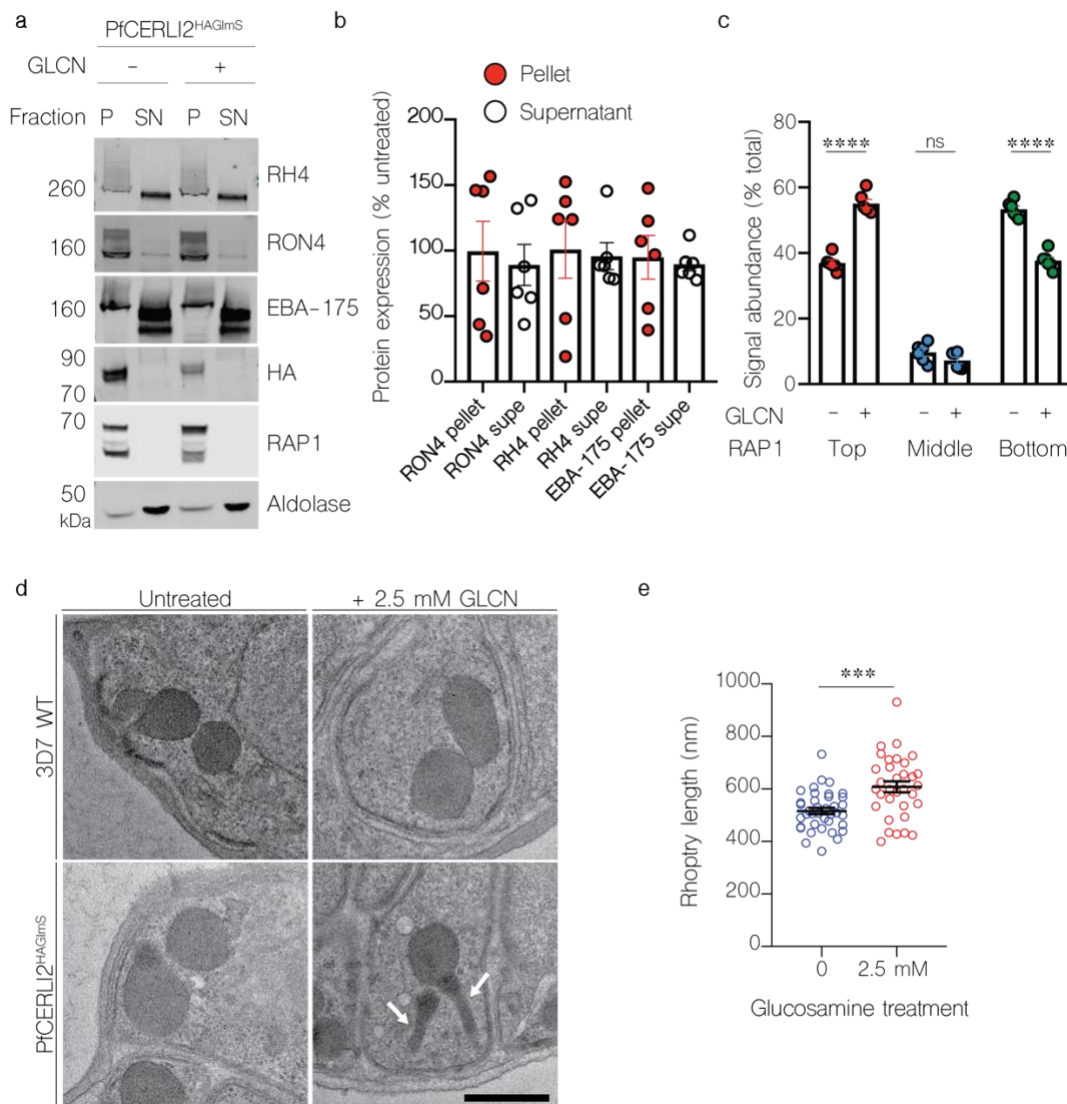 a
PfCERLI2HAGlmS
GLCN − +
Fraction P SN P SN
260 RH4
160 RON4
160 EBA-175
90
70 HA
70 RAP1
50
kDa Aldolase
b
Pellet
Supernatant
Protein expression (% untreated)
200
150
100
50
0
RON4 pellet
RON4 supe
RH4 pellet
RH4 supe
EBA-175 pellet
EBA-175 supe
c
Signal abundance (% total)
80
60
40
20
0
**** ns ****
GLCN − + − + − +
RAP1 Top Middle Bottom
d
Untreated + 2.5 mM GLCN
3D7 WT
PfCERLI2HAGlmS
e
Rhoptry length (nm)
1000
800
600
400
200
0
***
0 2.5 mM
Glucosamine treatment